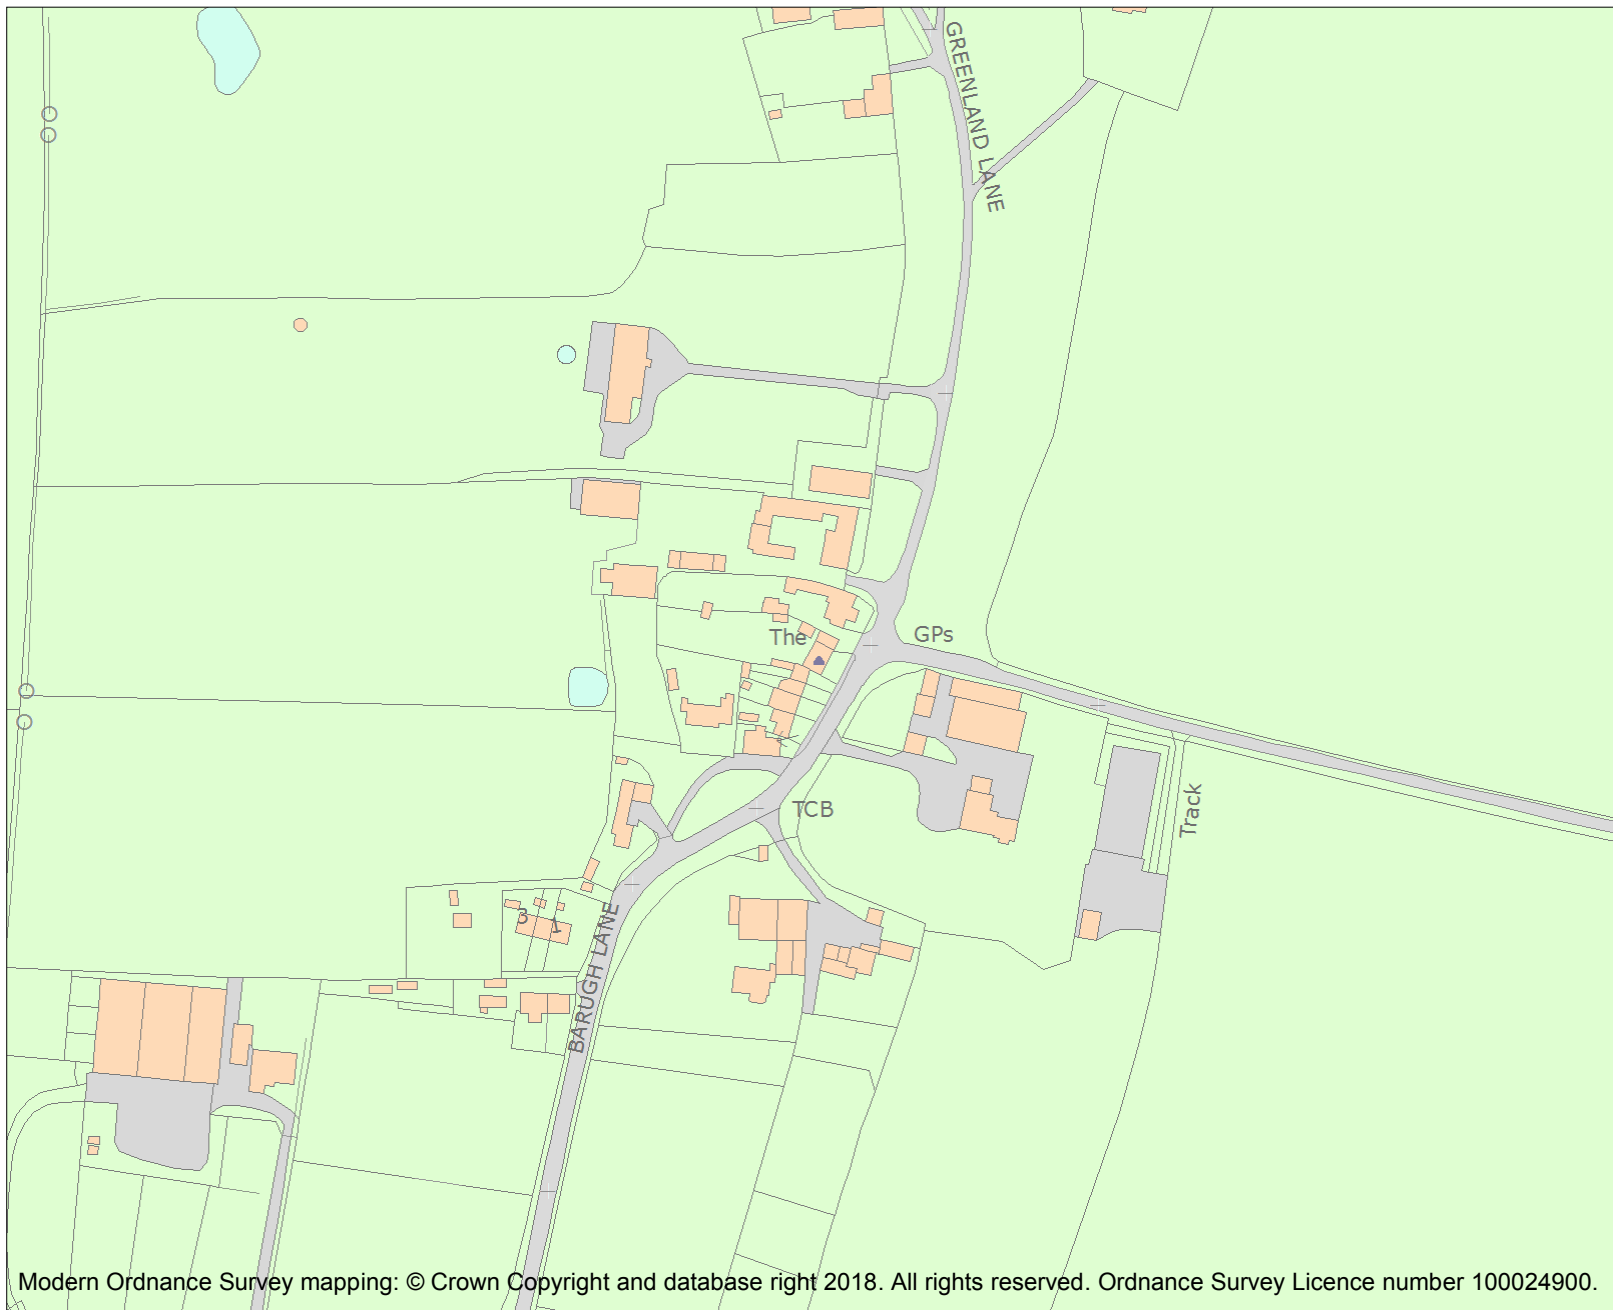 GREENLAND LANE
The
GPs
TCB
Track
3
1
BARUGH LANE
Modern Ordnance Survey mapping: © Crown Copyright and database right 2018. All rights reserved. Ordnance Survey Licence number 100024900.